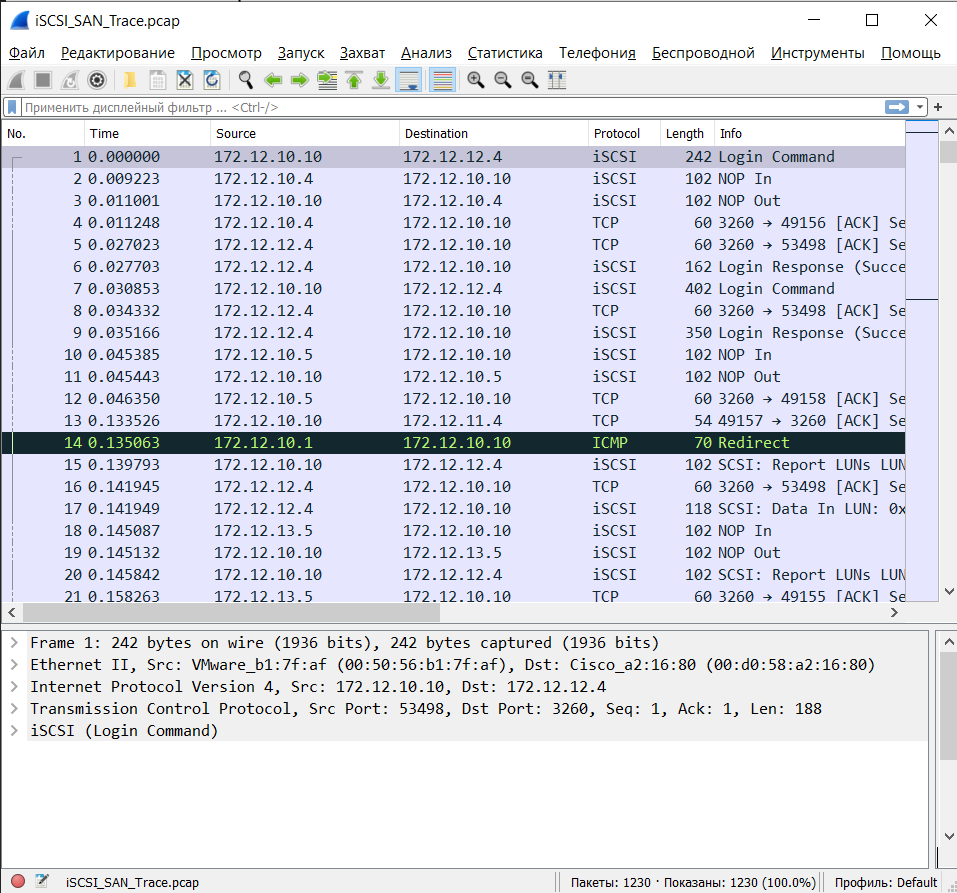 iSCSI_SAN_Trace.pcap
Файл Редактирование Просмотр Запуск Захват Анализ Статистика Телефония Беспроводной Инструменты Помощь
Применить дисплейный фильтр ... <Ctrl-/>
No. Time Source Destination Protocol Length Info
1 0.000000 172.12.10.10 172.12.12.4 iSCSI 242 Login Command
2 0.009223 172.12.10.4 172.12.10.10 iSCSI 102 NOP In
3 0.011001 172.12.10.10 172.12.10.4 iSCSI 102 NOP Out
4 0.011248 172.12.10.4 172.12.10.10 TCP 60 3260 → 49156 [ACK] Se
5 0.027023 172.12.12.4 172.12.10.10 TCP 60 3260 → 53498 [ACK] Se
6 0.027703 172.12.12.4 172.12.10.10 iSCSI 162 Login Response (Succe
7 0.030853 172.12.10.10 172.12.12.4 iSCSI 402 Login Command
8 0.034332 172.12.12.4 172.12.10.10 TCP 60 3260 → 53498 [ACK] Se
9 0.035166 172.12.12.4 172.12.10.10 iSCSI 350 Login Response (Succe
10 0.045385 172.12.10.5 172.12.10.10 iSCSI 102 NOP In
11 0.045443 172.12.10.10 172.12.10.5 iSCSI 102 NOP Out
12 0.046350 172.12.10.5 172.12.10.10 TCP 60 3260 → 49158 [ACK] Se
13 0.133526 172.12.10.10 172.12.11.4 TCP 54 49157 → 3260 [ACK] Se
14 0.135063 172.12.10.1 172.12.10.10 ICMP 70 Redirect
15 0.139793 172.12.10.10 172.12.12.4 iSCSI 102 SCSI: Report LUNs LUN
16 0.141945 172.12.12.4 172.12.10.10 TCP 60 3260 → 53498 [ACK] Se
17 0.141949 172.12.12.4 172.12.10.10 iSCSI 118 SCSI: Data In LUN: 0x
18 0.145087 172.12.13.5 172.12.10.10 iSCSI 102 NOP In
19 0.145132 172.12.10.10 172.12.13.5 iSCSI 102 NOP Out
20 0.145842 172.12.10.10 172.12.12.4 iSCSI 102 SCSI: Report LUNs LUN
21 0.158263 172.12.13.5 172.12.10.10 TCP 60 3260 → 49155 [ACK] Se
Frame 1: 242 bytes on wire (1936 bits), 242 bytes captured (1936 bits)
Ethernet II, Src: VMware_b1:7f:af (00:50:56:b1:7f:af), Dst: Cisco_a2:16:80 (00:d0:58:a2:16:80)
Internet Protocol Version 4, Src: 172.12.10.10, Dst: 172.12.12.4
Transmission Control Protocol, Src Port: 53498, Dst Port: 3260, Seq: 1, Ack: 1, Len: 188
iSCSI (Login Command)
iSCSI_SAN_Trace.pcap Пакеты: 1230 · Показаны: 1230 (100.0%) Профиль: Default